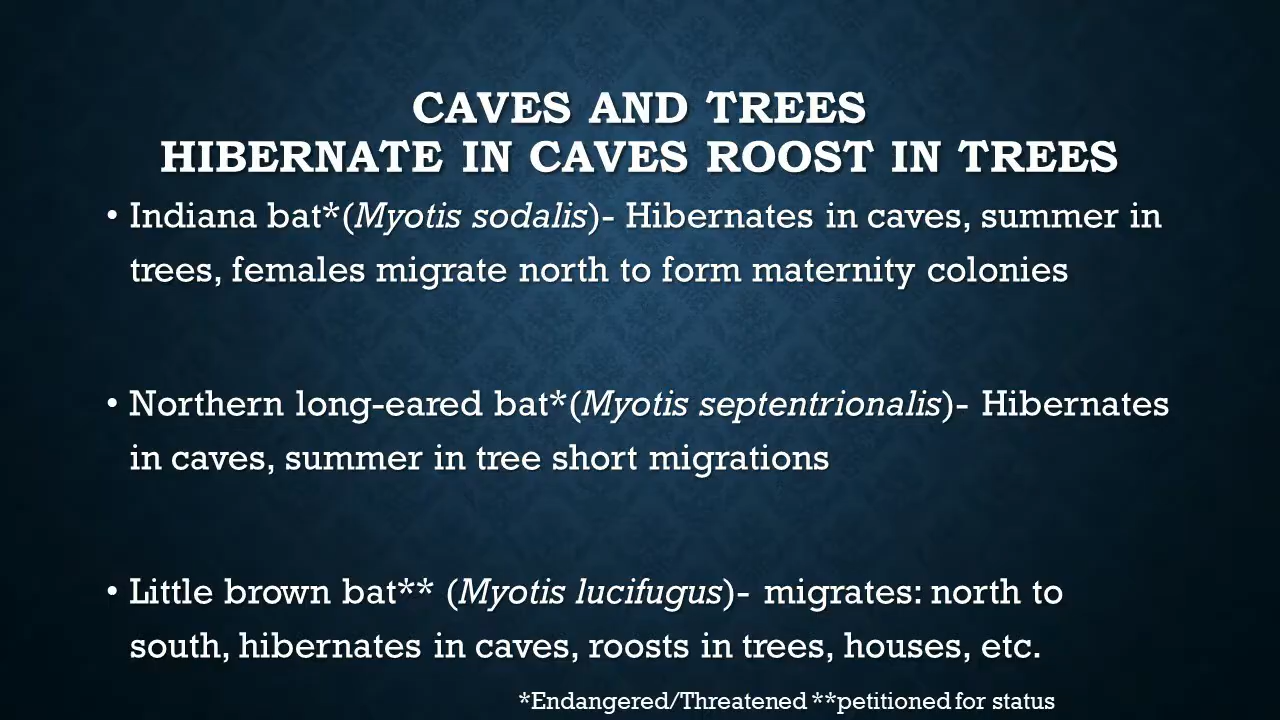 CAVES AND TREES
HIBERNATE IN CAVES ROOST IN TREES
• Indiana bat*(Myotis sodalis)- Hibernates in caves, summer in
trees, females migrate north to form maternity colonies
• Northern long-eared bat*(Myotis septentrionalis)- Hibernates
in caves, summer in tree short migrations
• Little brown bat** (Myotis lucifugus)- migrates: north to
south, hibernates in caves, roosts in trees, houses, etc.
*Endangered/Threatened **petitioned for status